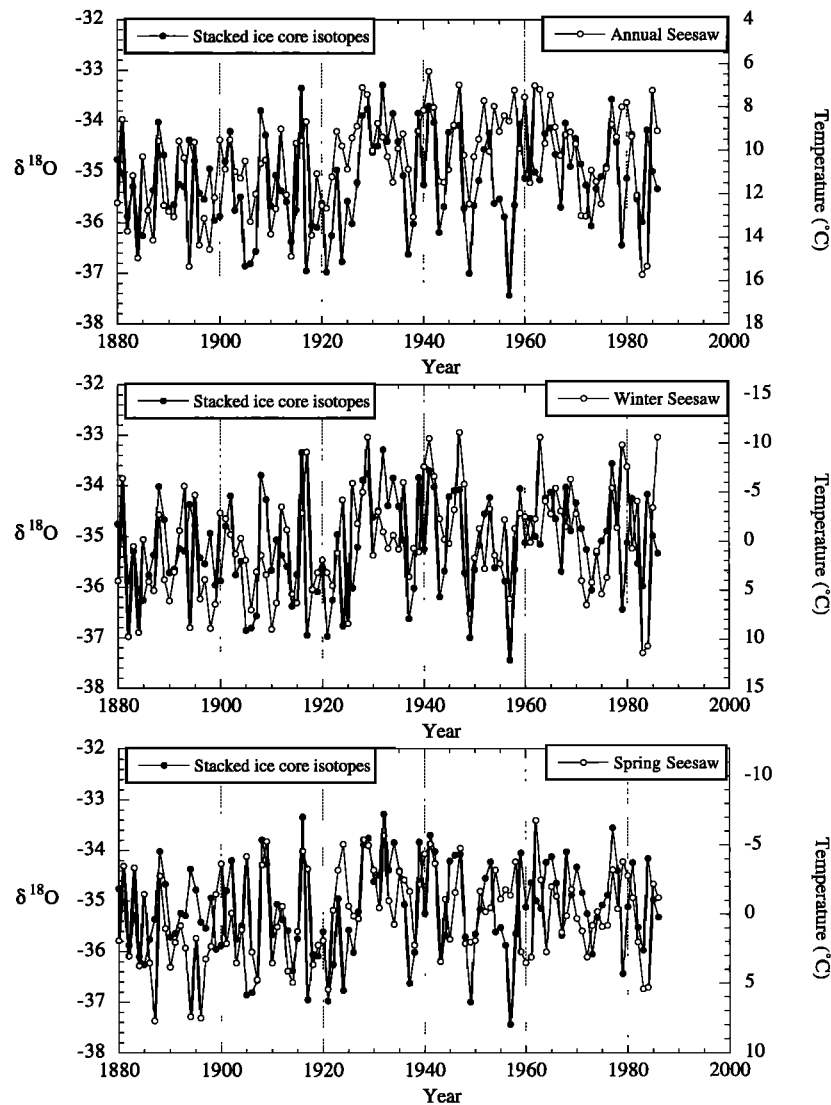 -32
-33
-34
-35
-36
-37
-38
δ ¹⁸O
Stacked ice core isotopes
Annual Seesaw
4
6
8
10
12
14
16
18
Temperature (˚C)
1880 1900 1920 1940 1960 1980 2000
Year
-32
-33
-34
-35
-36
-37
-38
δ ¹⁸O
Stacked ice core isotopes
Winter Seesaw
-15
-10
-5
0
5
10
15
Temperature (˚C)
1880 1900 1920 1940 1960 1980 2000
Year
-32
-33
-34
-35
-36
-37
-38
δ ¹⁸O
Stacked ice core isotopes
Spring Seesaw
-10
-5
0
5
10
Temperature (˚C)
1880 1900 1920 1940 1960 1980 2000
Year